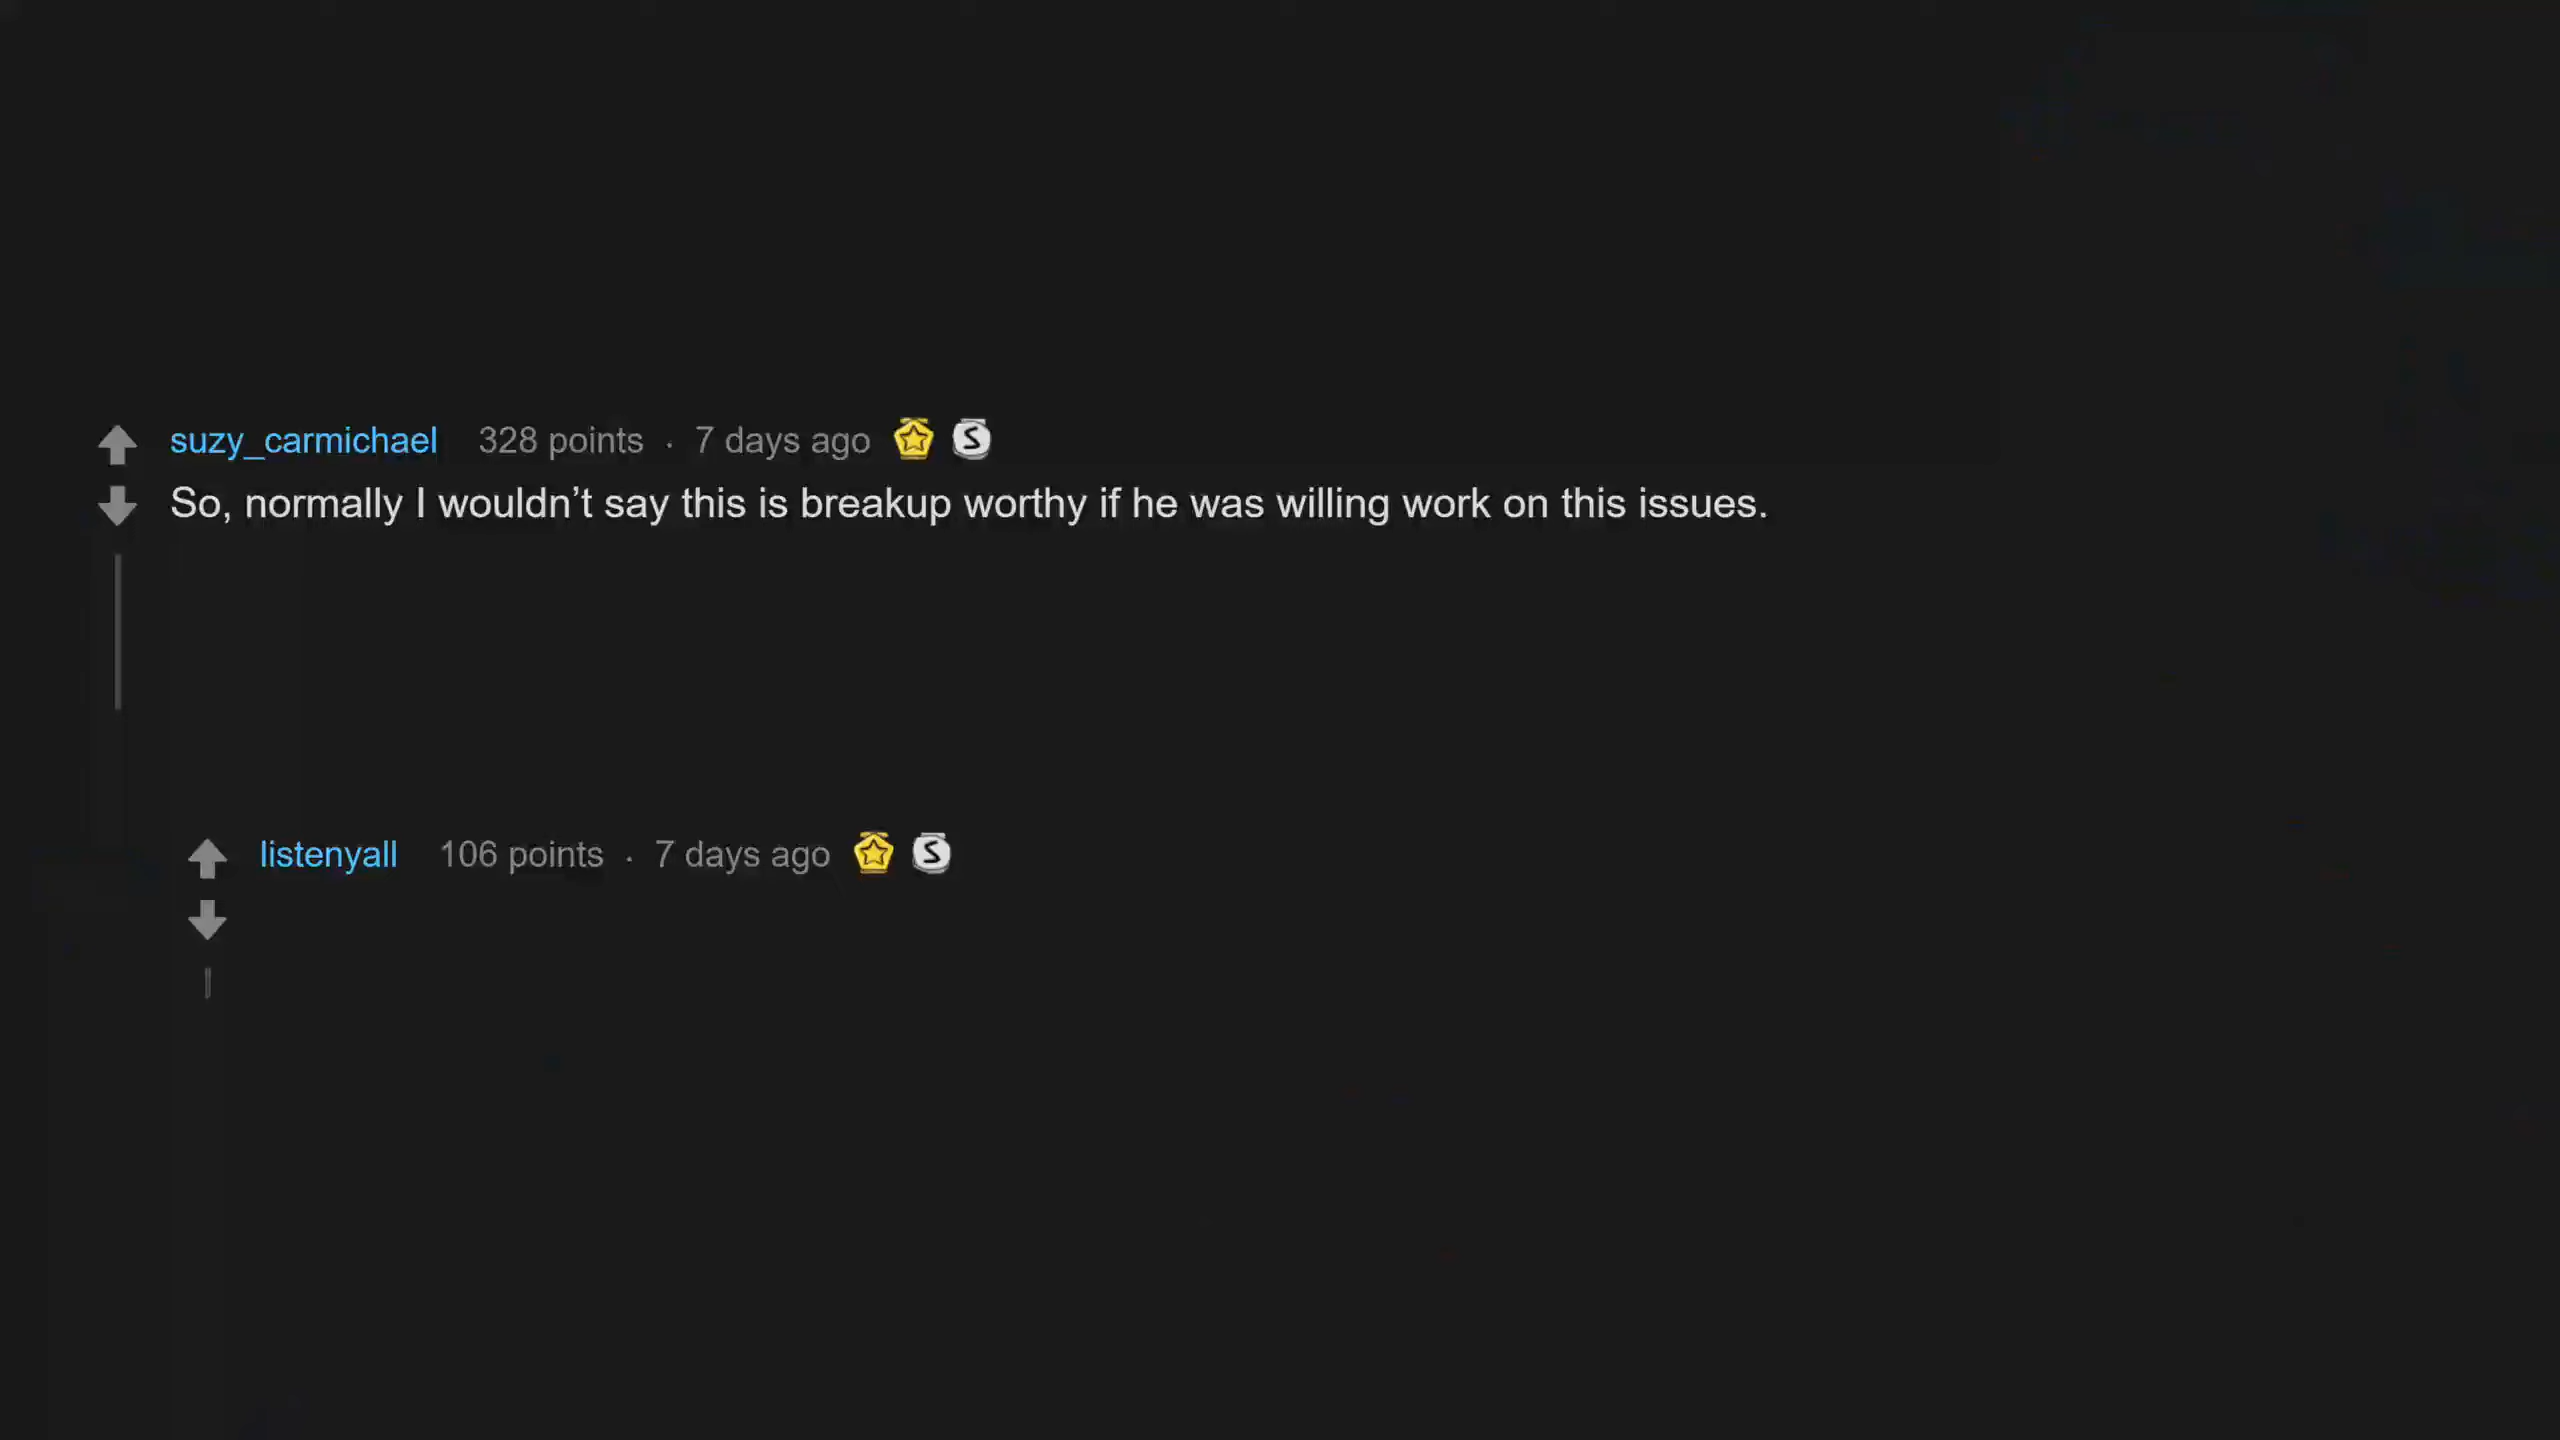 suzy_carmichael 328 points · 7 days ago
So, normally I wouldn’t say this is breakup worthy if he was willing work on this issues.
listenyall 106 points · 7 days ago